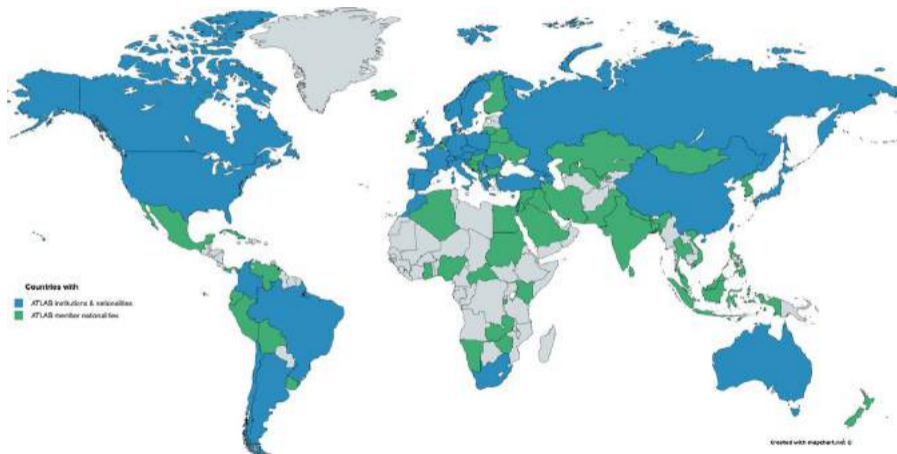 Countries with
ATLAS institutions & nationalities
ATLAS member nationalities
Created with mapchart.net ©